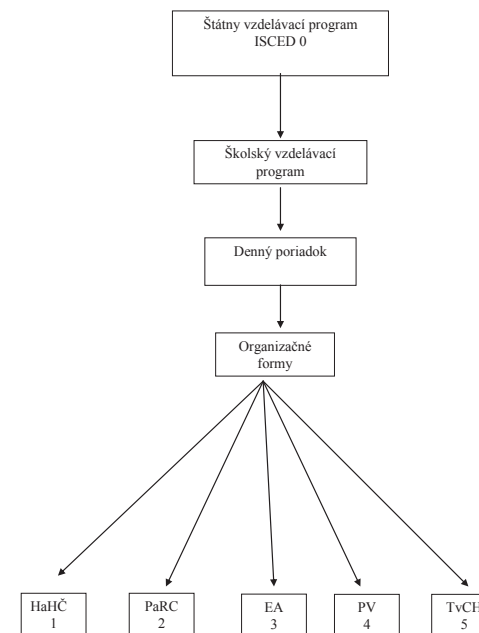 Štátny vzdelávací program
ISCED 0
Školský vzdelávací
program
Denný poriadok
Organizačné
formy
HaHČ
1
PaRC
2
EA
3
PV
4
TvCH
5